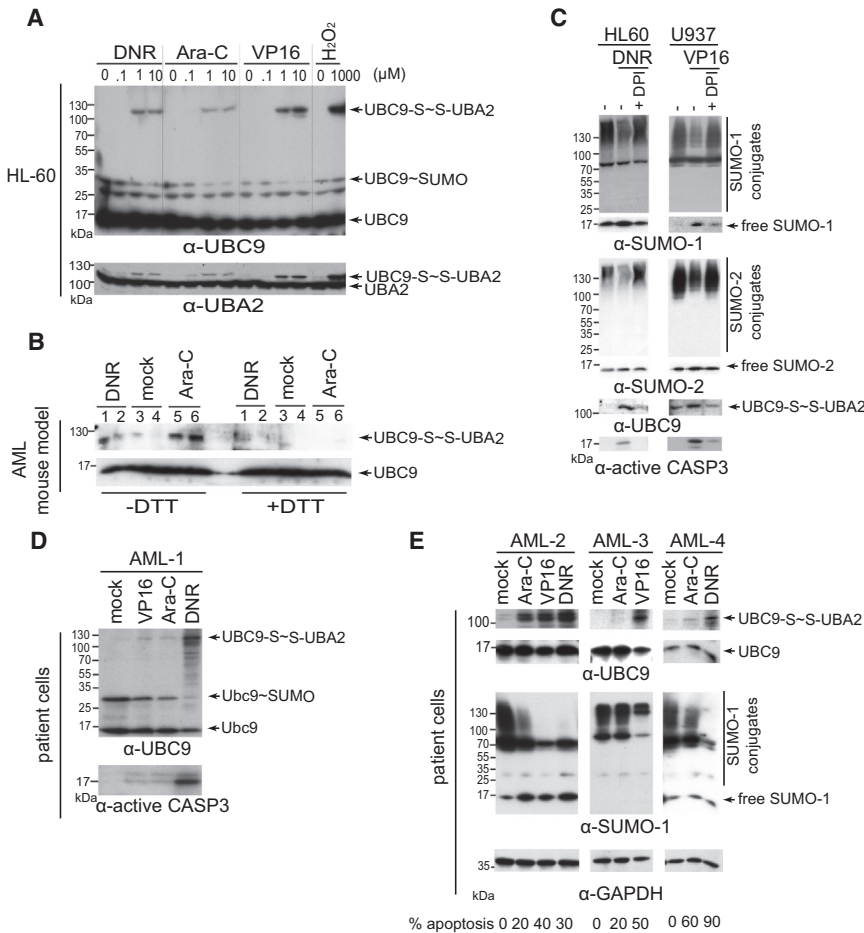 A
DNR Ara-C VP16 H₂O₂
0 .1 1 10 0 .1 1 10 0 .1 1 10 0 1000 (μM)
HL-60
130
100
70
55
35
25
17
kDa
UBC9-S~S-UBA2
UBC9~SUMO
UBC9
α-UBC9
130
100
kDa
UBC9-S~S-UBA2
UBA2
α-UBA2
B
DNR mock Ara-C DNR mock Ara-C
1 2 3 4 5 6 1 2 3 4 5 6
AML
mouse model
130
17
UBC9-S~S-UBA2
UBC9
-DTT +DTT
C
HL60 U937
DNR VP16
DPI DPI
- - + - - +
130
100
70
55
35
25
17
SUMO-1
conjugates
free SUMO-1
α-SUMO-1
130
100
70
55
35
25
17
SUMO-2
conjugates
free SUMO-2
α-SUMO-2
100
UBC9-S~S-UBA2
α-UBC9
17
kDa
α-active CASP3
D
AML-1
mock VP16 Ara-C DNR
patient cells
130
100
70
55
35
25
17
UBC9-S~S-UBA2
Ubc9~SUMO
Ubc9
α-UBC9
17
kDa
α-active CASP3
E
AML-2 AML-3 AML-4
mock Ara-C VP16 DNR mock Ara-C VP16 mock Ara-C DNR
patient cells
100
UBC9-S~S-UBA2
17
UBC9
α-UBC9
130
100
70
55
35
25
17
SUMO-1
conjugates
free SUMO-1
α-SUMO-1
35
kDa
α-GAPDH
% apoptosis 0 20 40 30 0 20 50 0 60 90